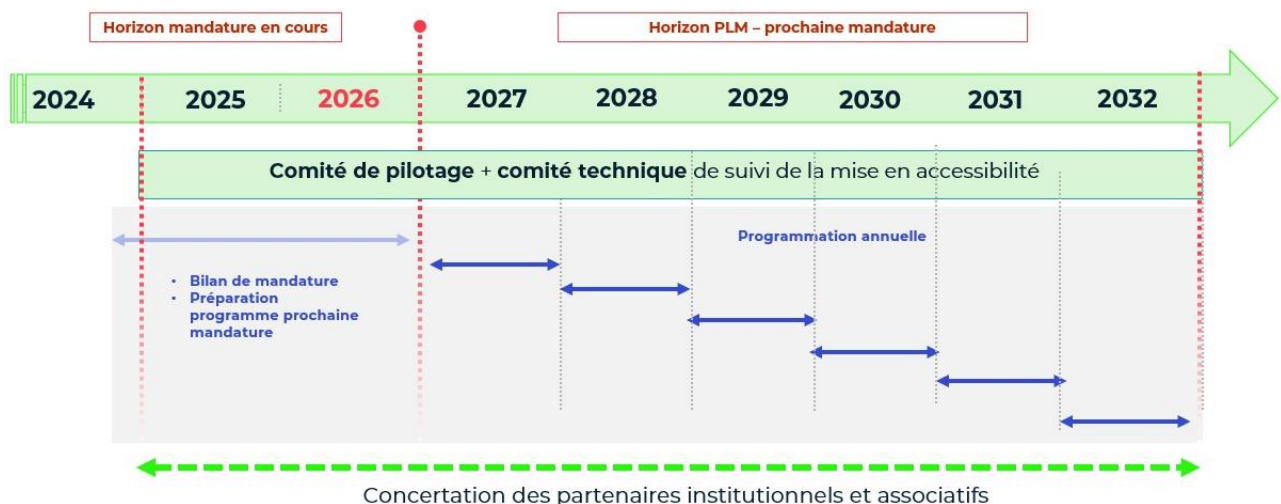 Horizon mandature en cours
Horizon PLM – prochaine mandature
2024 2025 2026 2027 2028 2029 2030 2031 2032
Comité de pilotage + comité technique de suivi de la mise en accessibilité
Programmation annuelle
• Bilan de mandature
• Préparation
programme prochaine
mandature
Concertation des partenaires institutionnels et associatifs